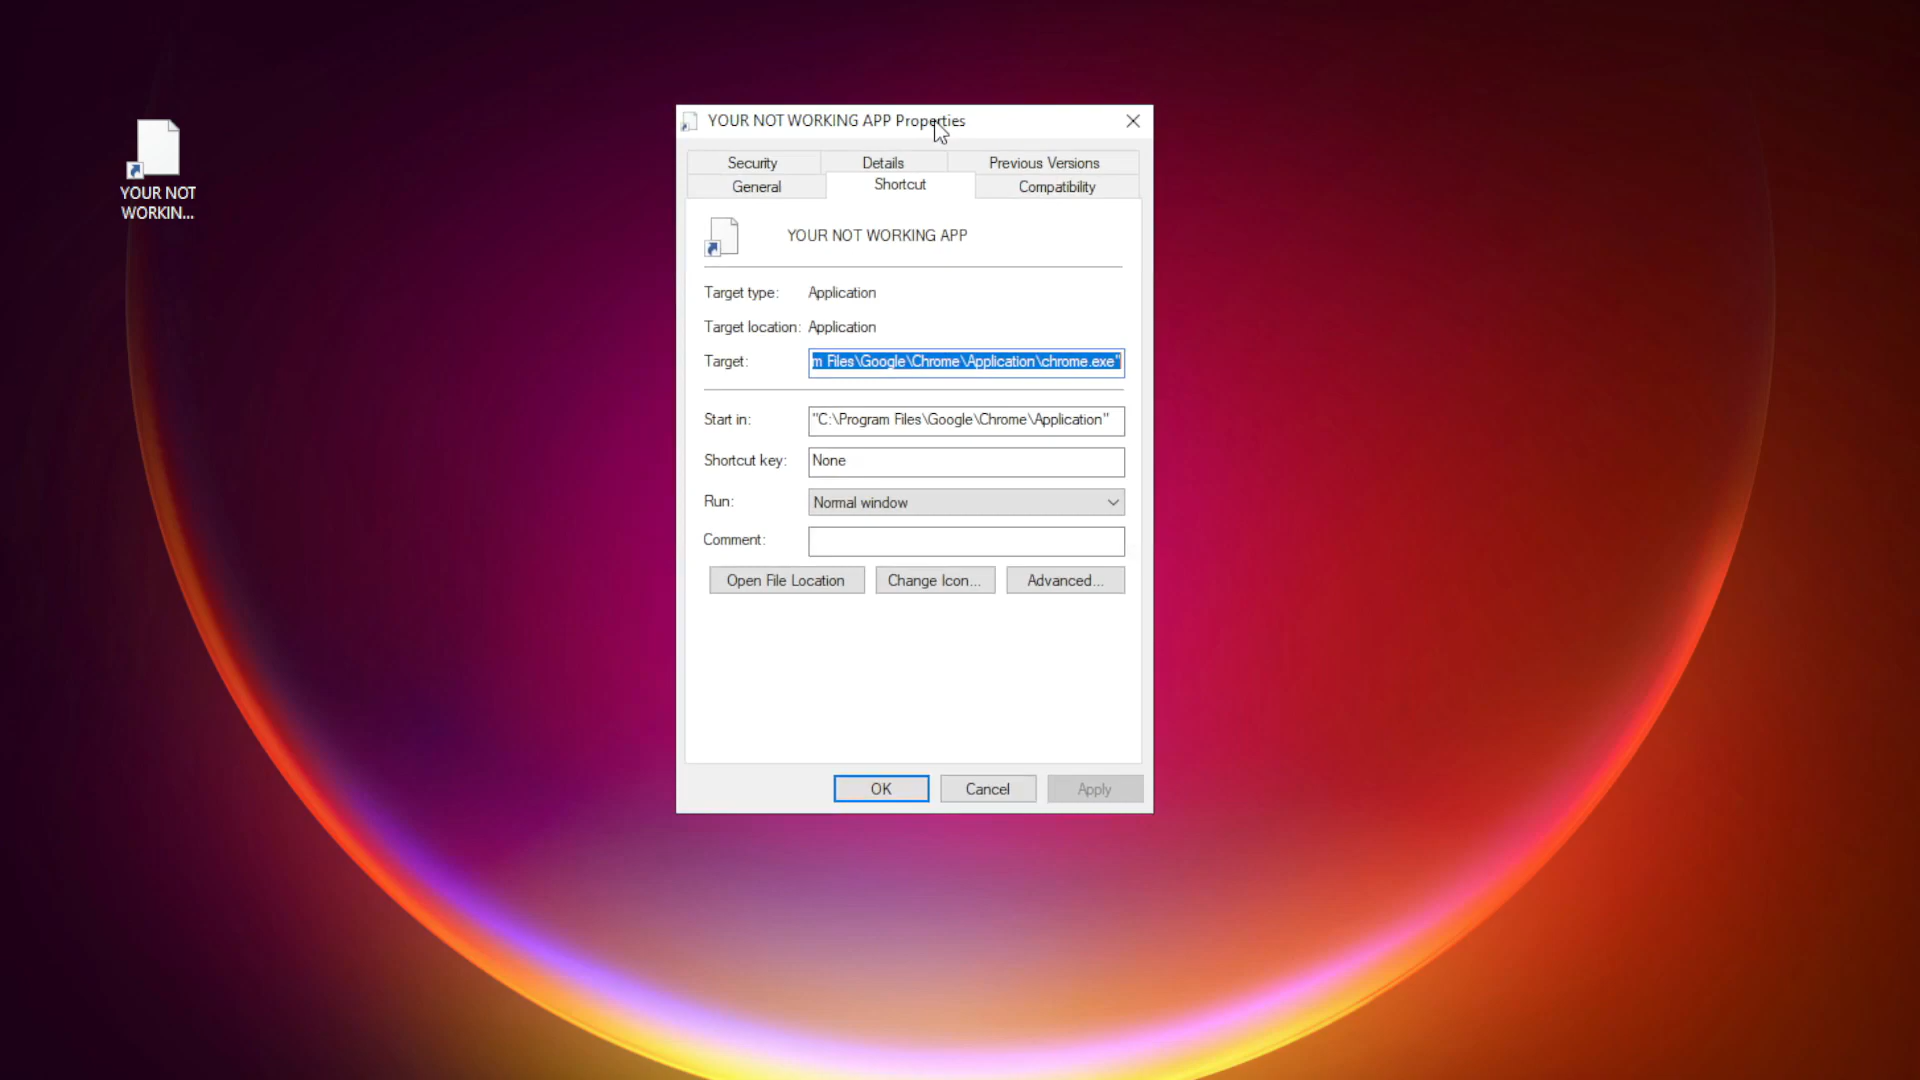 YOUR NOT
WORKIN...
YOUR NOT WORKING APP Properties
Security Details Previous Versions
General Shortcut Compatibility
YOUR NOT WORKING APP
Target type: Application
Target location: Application
Target: m Files\Google\Chrome\Application\chrome.exe"
Start in: "C:\Program Files\Google\Chrome\Application"
Shortcut key: None
Run: Normal window
Comment:
Open File Location Change Icon... Advanced...
OK Cancel Apply